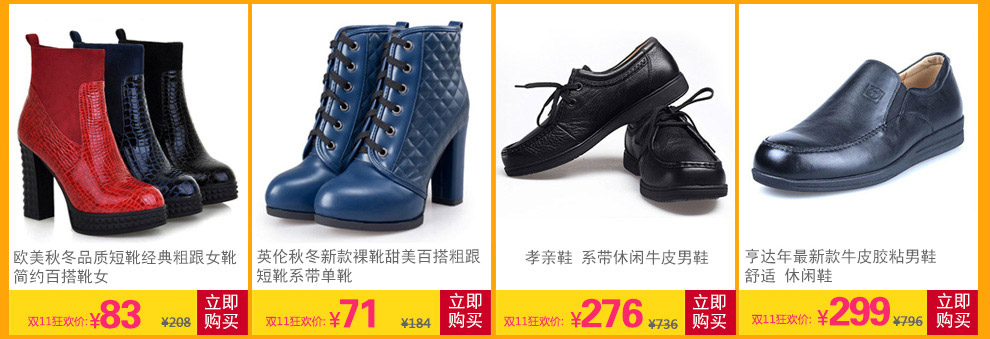 欧美秋冬品质短靴经典粗跟女靴
简约百搭靴女
双11狂欢价: ¥83 ¥208
立即
购买
英伦秋冬新款裸靴甜美百搭粗跟
短靴系带单靴
双11狂欢价: ¥71 ¥184
立即
购买
孝亲鞋 系带休闲牛皮男鞋
双11狂欢价: ¥276 ¥736
立即
购买
亨达年最新款牛皮胶粘男鞋
舒适 休闲鞋
双11狂欢价: ¥299 ¥796
立即
购买